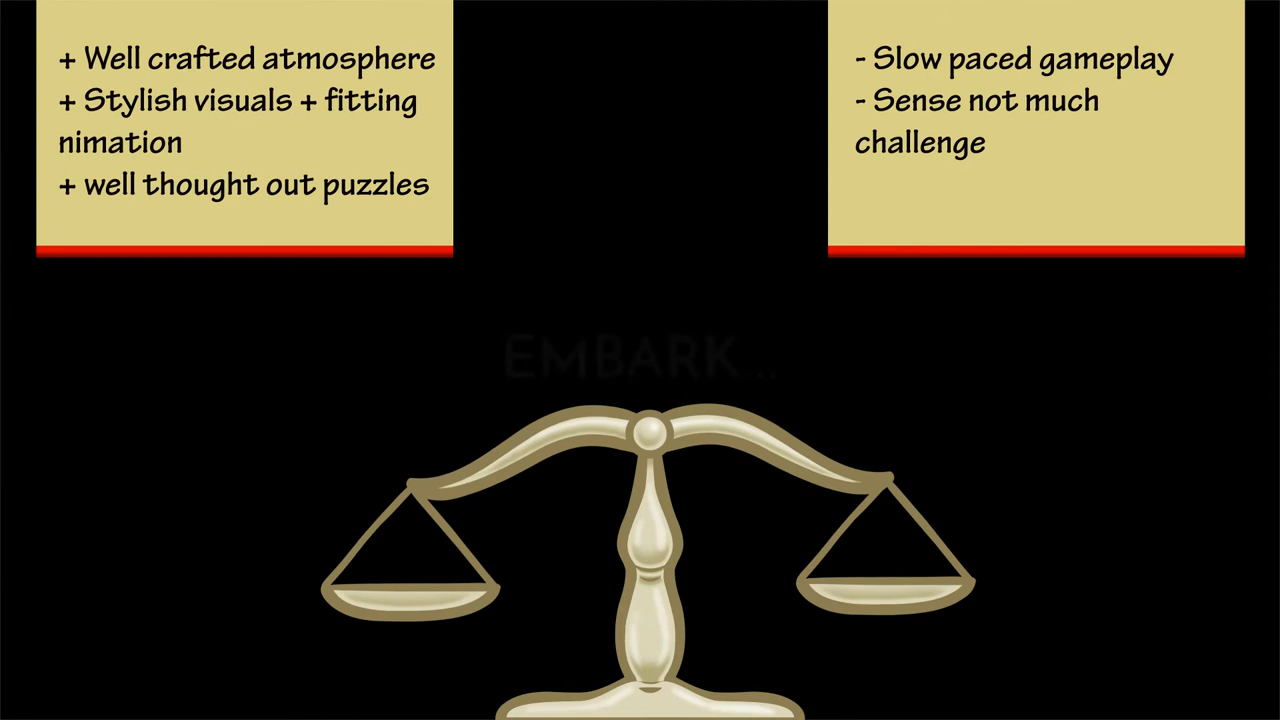 + Well crafted atmosphere
+ Stylish visuals + fitting
nimation
+ well thought out puzzles
- Slow paced gameplay
- Sense not much
challenge
EMBARK...